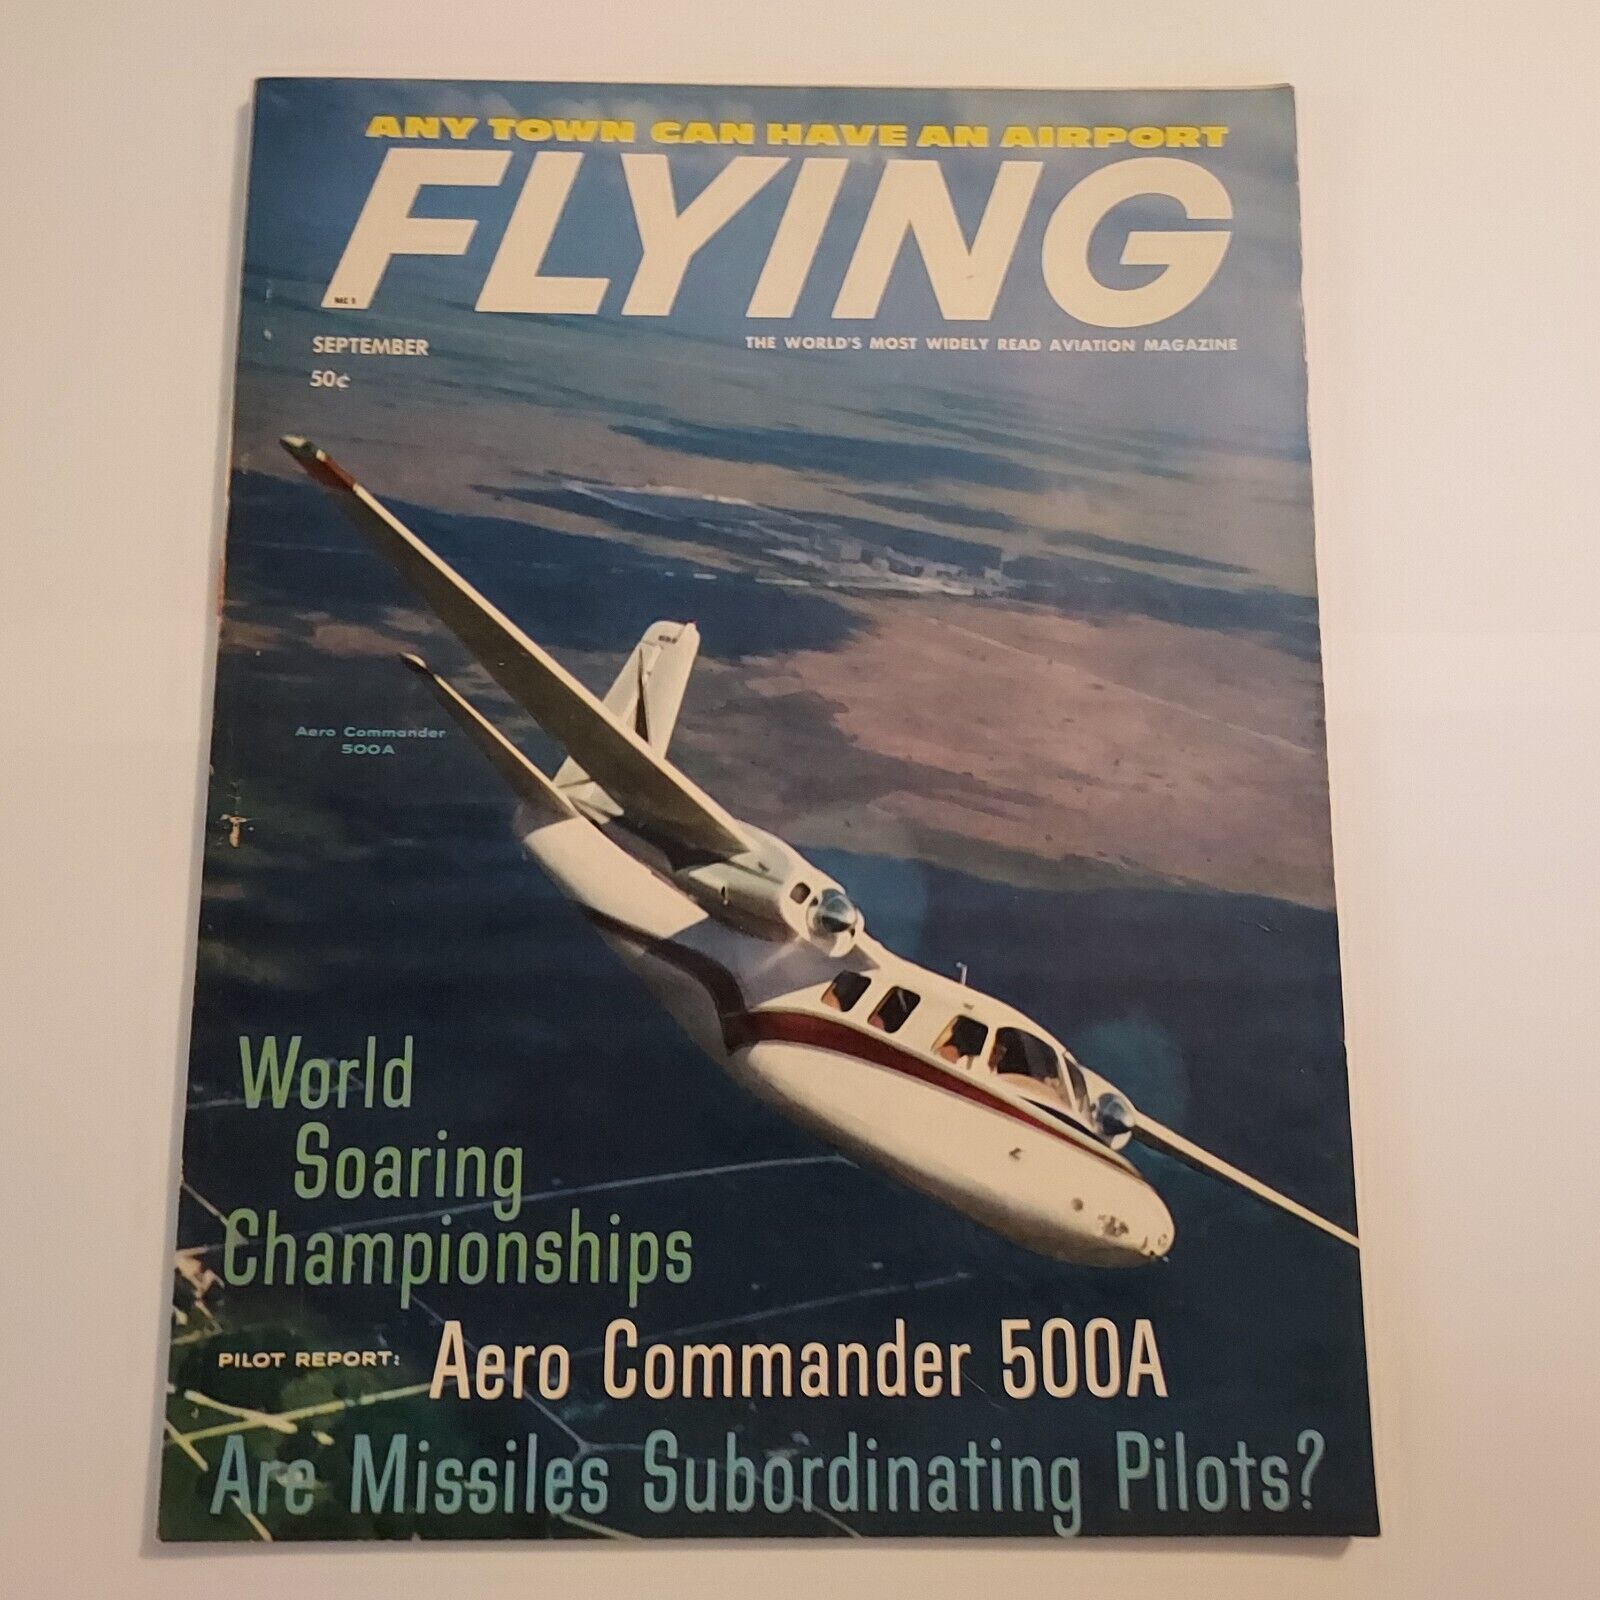 ANY TOWN CAN HAVE AN AIRPORT
FLYING
SEPTEMBER
THE WORLD'S MOST WIDELY READ AVIATION MAGAZINE
50¢
Aero Commander
500A
World
Soaring
Championships
PILOT REPORT: Aero Commander 500A
Are Missiles Subordinating Pilots?